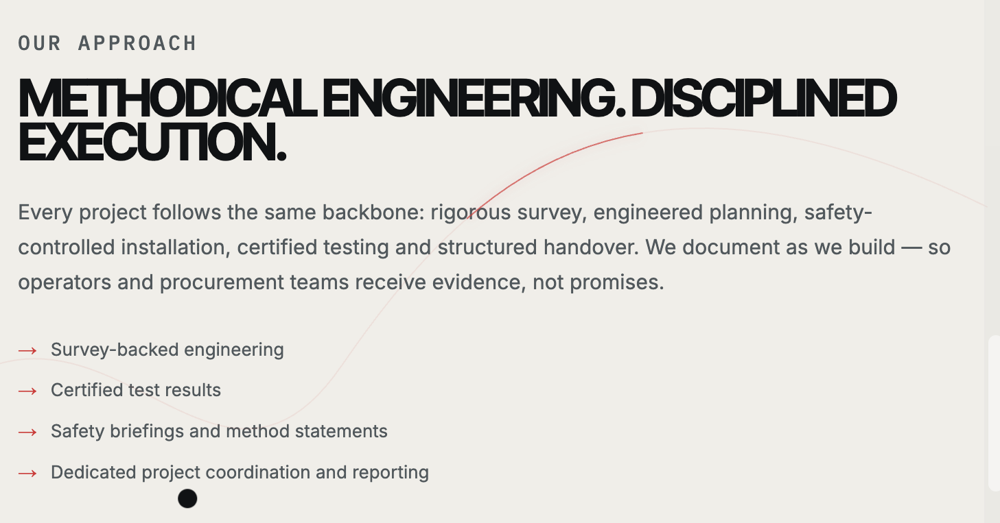 OUR APPROACH
METHODICAL ENGINEERING. DISCIPLINED
EXECUTION.
Every project follows the same backbone: rigorous survey, engineered planning, safety-
controlled installation, certified testing and structured handover. We document as we build — so
operators and procurement teams receive evidence, not promises.
→ Survey-backed engineering
→ Certified test results
→ Safety briefings and method statements
→ Dedicated project coordination and reporting